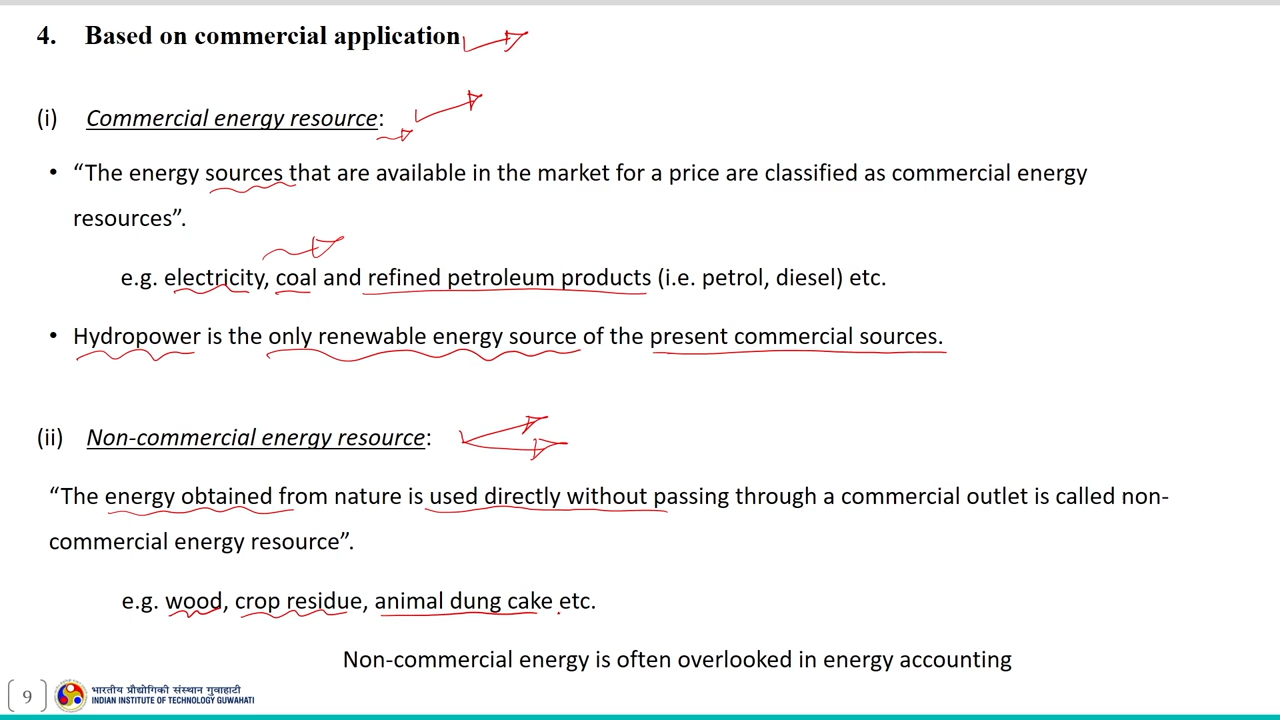 4. Based on commercial application
(i) Commercial energy resource:
• “The energy sources that are available in the market for a price are classified as commercial energy
resources”.
e.g. electricity, coal and refined petroleum products (i.e. petrol, diesel) etc.
• Hydropower is the only renewable energy source of the present commercial sources.
(ii) Non-commercial energy resource:
“The energy obtained from nature is used directly without passing through a commercial outlet is called non-
commercial energy resource”.
e.g. wood, crop residue, animal dung cake etc.
Non-commercial energy is often overlooked in energy accounting
9
भारतीय प्रौद्योगिकी संस्थान गुवाहाटी
INDIAN INSTITUTE OF TECHNOLOGY GUWAHATI